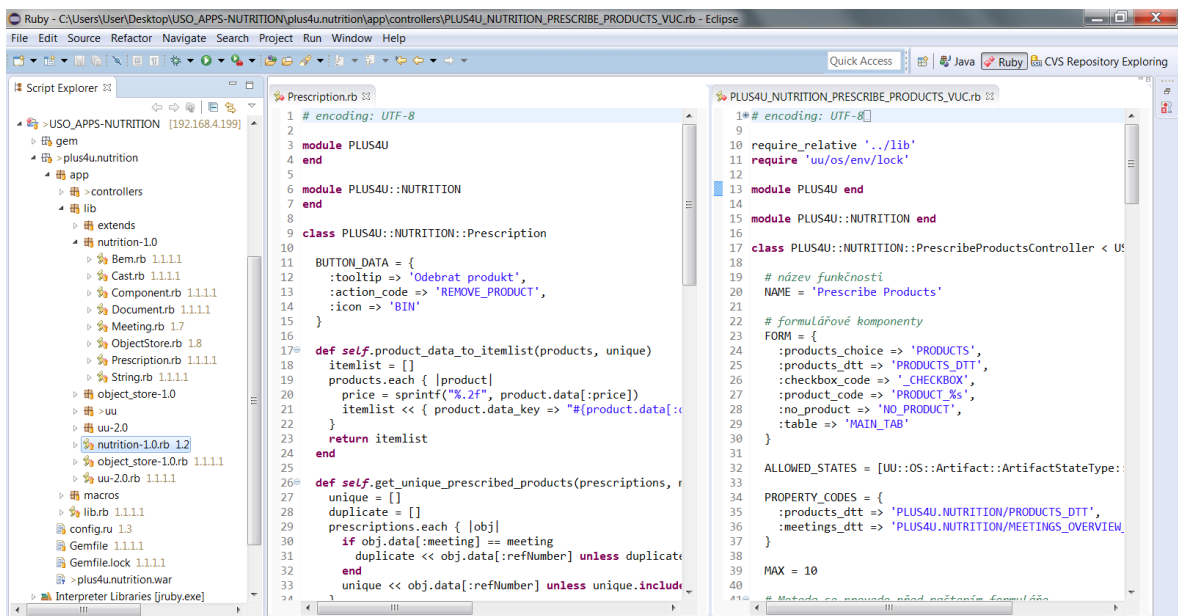 Ruby - C:\Users\User\Desktop\USO_APPS-NUTRITION\plus4u.nutrition\app\controllers\PLUS4U_NUTRITION_PRESCRIBE_PRODUCTS_VUC.rb - Eclipse
File Edit Source Refactor Navigate Search Project Run Window Help
Quick Access Java Ruby CVS Repository Exploring
Script Explorer
>USO_APPS-NUTRITION [192.168.4.199]
gem
>plus4u.nutrition
app
>controllers
lib
extends
nutrition-1.0
Bem.rb 1.1.1.1
Cast.rb 1.1.1.1
Component.rb 1.1.1.1
Document.rb 1.1.1.1
Meeting.rb 1.7
ObjectStore.rb 1.8
Prescription.rb 1.1.1.1
String.rb 1.1.1.1
object_store-1.0
>uu
uu-2.0
nutrition-1.0.rb 1.2
object_store-1.0.rb 1.1.1.1
uu-2.0.rb 1.1.1.1
macros
lib.rb 1.1.1.1
config.ru 1.3
Gemfile 1.1.1.1
Gemfile.lock 1.1.1.1
>plus4u.nutrition.war
Interpreter Libraries [jruby.exe]
Prescription.rb
1 # encoding: UTF-8
2
3 module PLUS4U
4 end
5
6 module PLUS4U::NUTRITION
7 end
8
9 class PLUS4U::NUTRITION::Prescription
10
11 BUTTON_DATA = {
12 :tooltip => 'Odebrat produkt',
13 :action_code => 'REMOVE_PRODUCT',
14 :icon => 'BIN'
15 }
16
17 def self.product_data_to_itemlist(products, unique)
18 itemlist = []
19 products.each { |product|
20 price = sprintf("%.2f", product.data[:price])
21 itemlist << { product.data_key => "#{product.data[:
22 }
23 return itemlist
24 end
25
26 def self.get_unique_prescribed_products(prescriptions,
27 unique = []
28 duplicate = []
29 prescriptions.each { |obj|
30 if obj.data[:meeting] == meeting
31 duplicate << obj.data[:refNumber] unless duplicate
32 end
33 unique << obj.data[:refNumber] unless unique.include
PLUS4U_NUTRITION_PRESCRIBE_PRODUCTS_VUC.rb
1 # encoding: UTF-8
9
10 require_relative '../lib'
11 require 'uu/os/env/lock'
12
13 module PLUS4U end
14
15 module PLUS4U::NUTRITION end
16
17 class PLUS4U::NUTRITION::PrescribeProductsController < US
18
19 # název funkčnosti
20 NAME = 'Prescribe Products'
21
22 # formulářové komponenty
23 FORM = {
24 :products_choice => 'PRODUCTS',
25 :products_dtt => 'PRODUCTS_DTT',
26 :checkbox_code => '_CHECKBOX',
27 :product_code => 'PRODUCT_%s',
28 :no_product => 'NO_PRODUCT',
29 :table => 'MAIN_TAB'
30 }
31
32 ALLOWED_STATES = [UU::OS::Artifact::ArtifactStateType:
33
34 PROPERTY_CODES = {
35 :products_dtt => 'PLUS4U.NUTRITION/PRODUCTS_DTT',
36 :meetings_dtt => 'PLUS4U.NUTRITION/MEETINGS_OVERVIEW_
37 }
38
39 MAX = 10
40